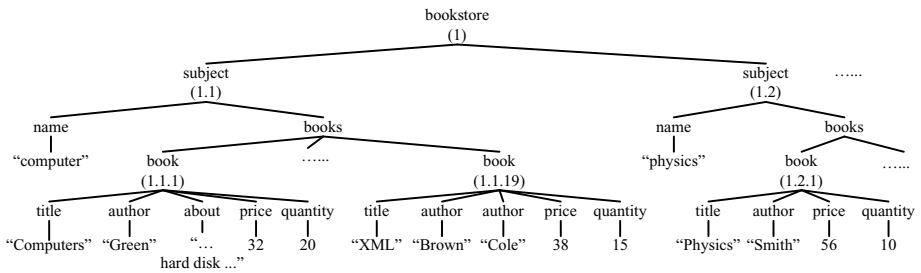 bookstore
(1)
subject subject …...
(1.1) (1.2)
name books name books
“computer” book …... book “physics” book …...
(1.1.1) (1.1.19) (1.2.1)
title author about price quantity title author author price quantity title author price quantity
“Computers” “Green” “… 32 20 “XML” “Brown” “Cole” 38 15 “Physics” “Smith” 56 10
hard disk ...”